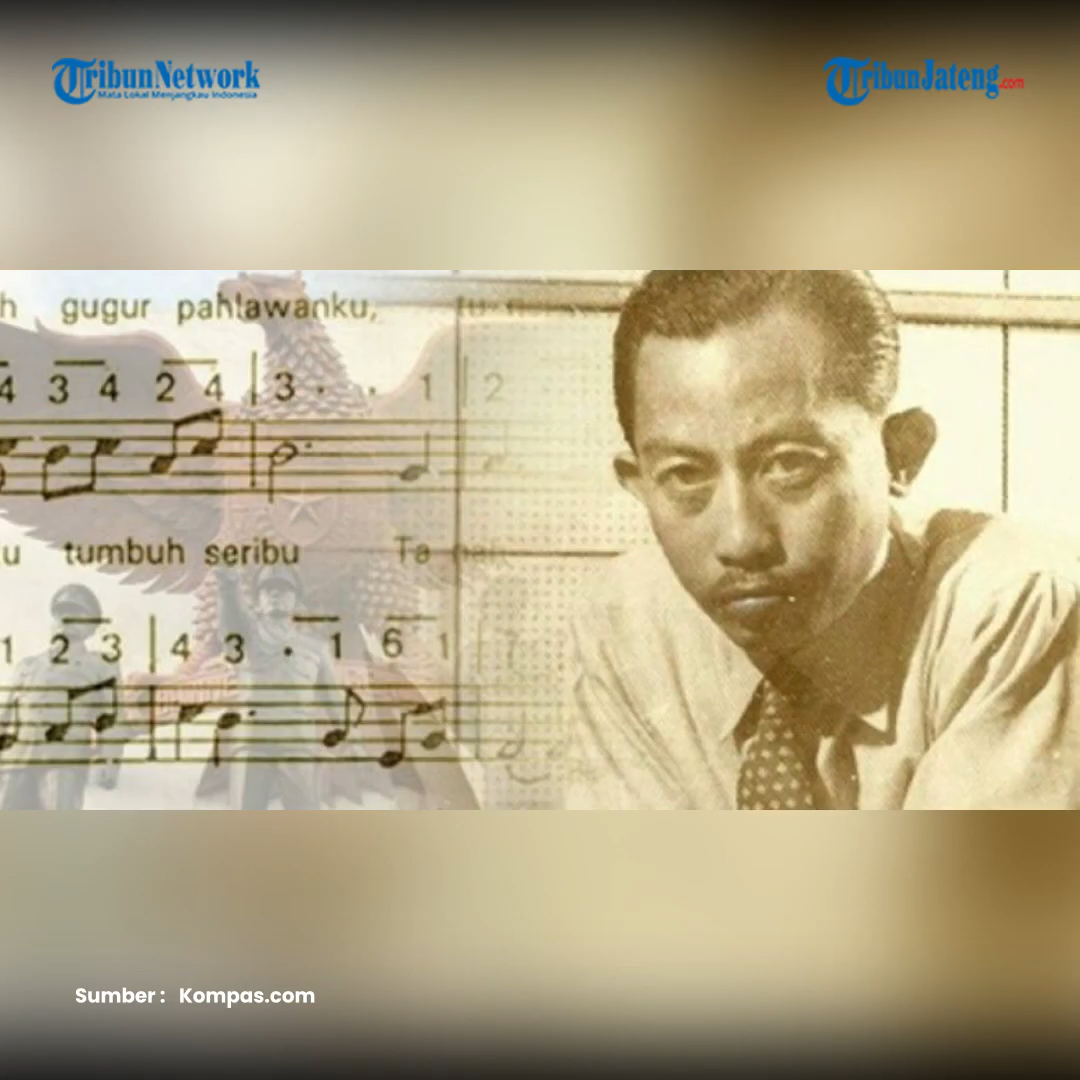 TribunNetwork
Mata Lokal Menjangkau Indonesia
TribunJateng.com
h gugur pahlawanku,
4 3 4 2 4 | 3 . . 1 | 2
u tumbuh seribu Ta
1 2 3 | 4 3 . 1 6 1
Sumber : Kompas.com